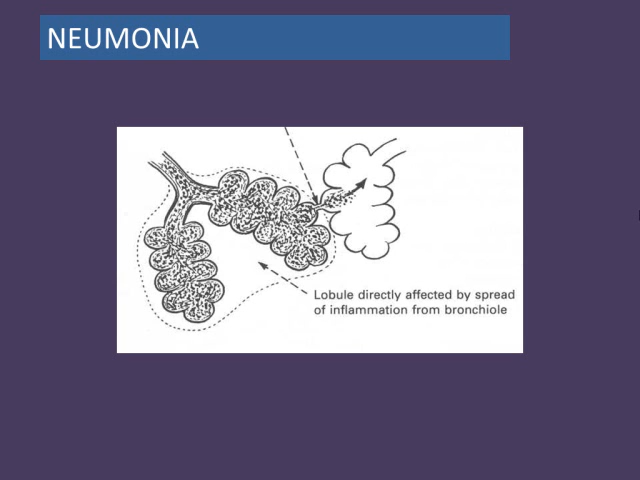 NEUMONIA
Lobule directly affected by spread
of inflammation from bronchiole